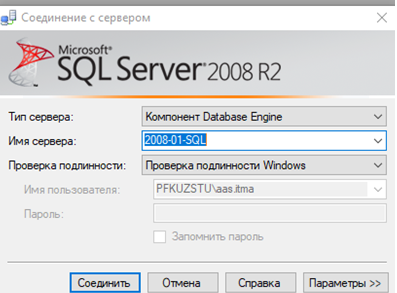 Соединение с сервером
Microsoft®
SQL Server® 2008 R2
Тип сервера: Компонент Database Engine
Имя сервера: 2008-01-SQL
Проверка подлинности: Проверка подлинности Windows
Имя пользователя: PFKUZSTU\aas.itma
Пароль:
Запомнить пароль
Соединить Отмена Справка Параметры >>